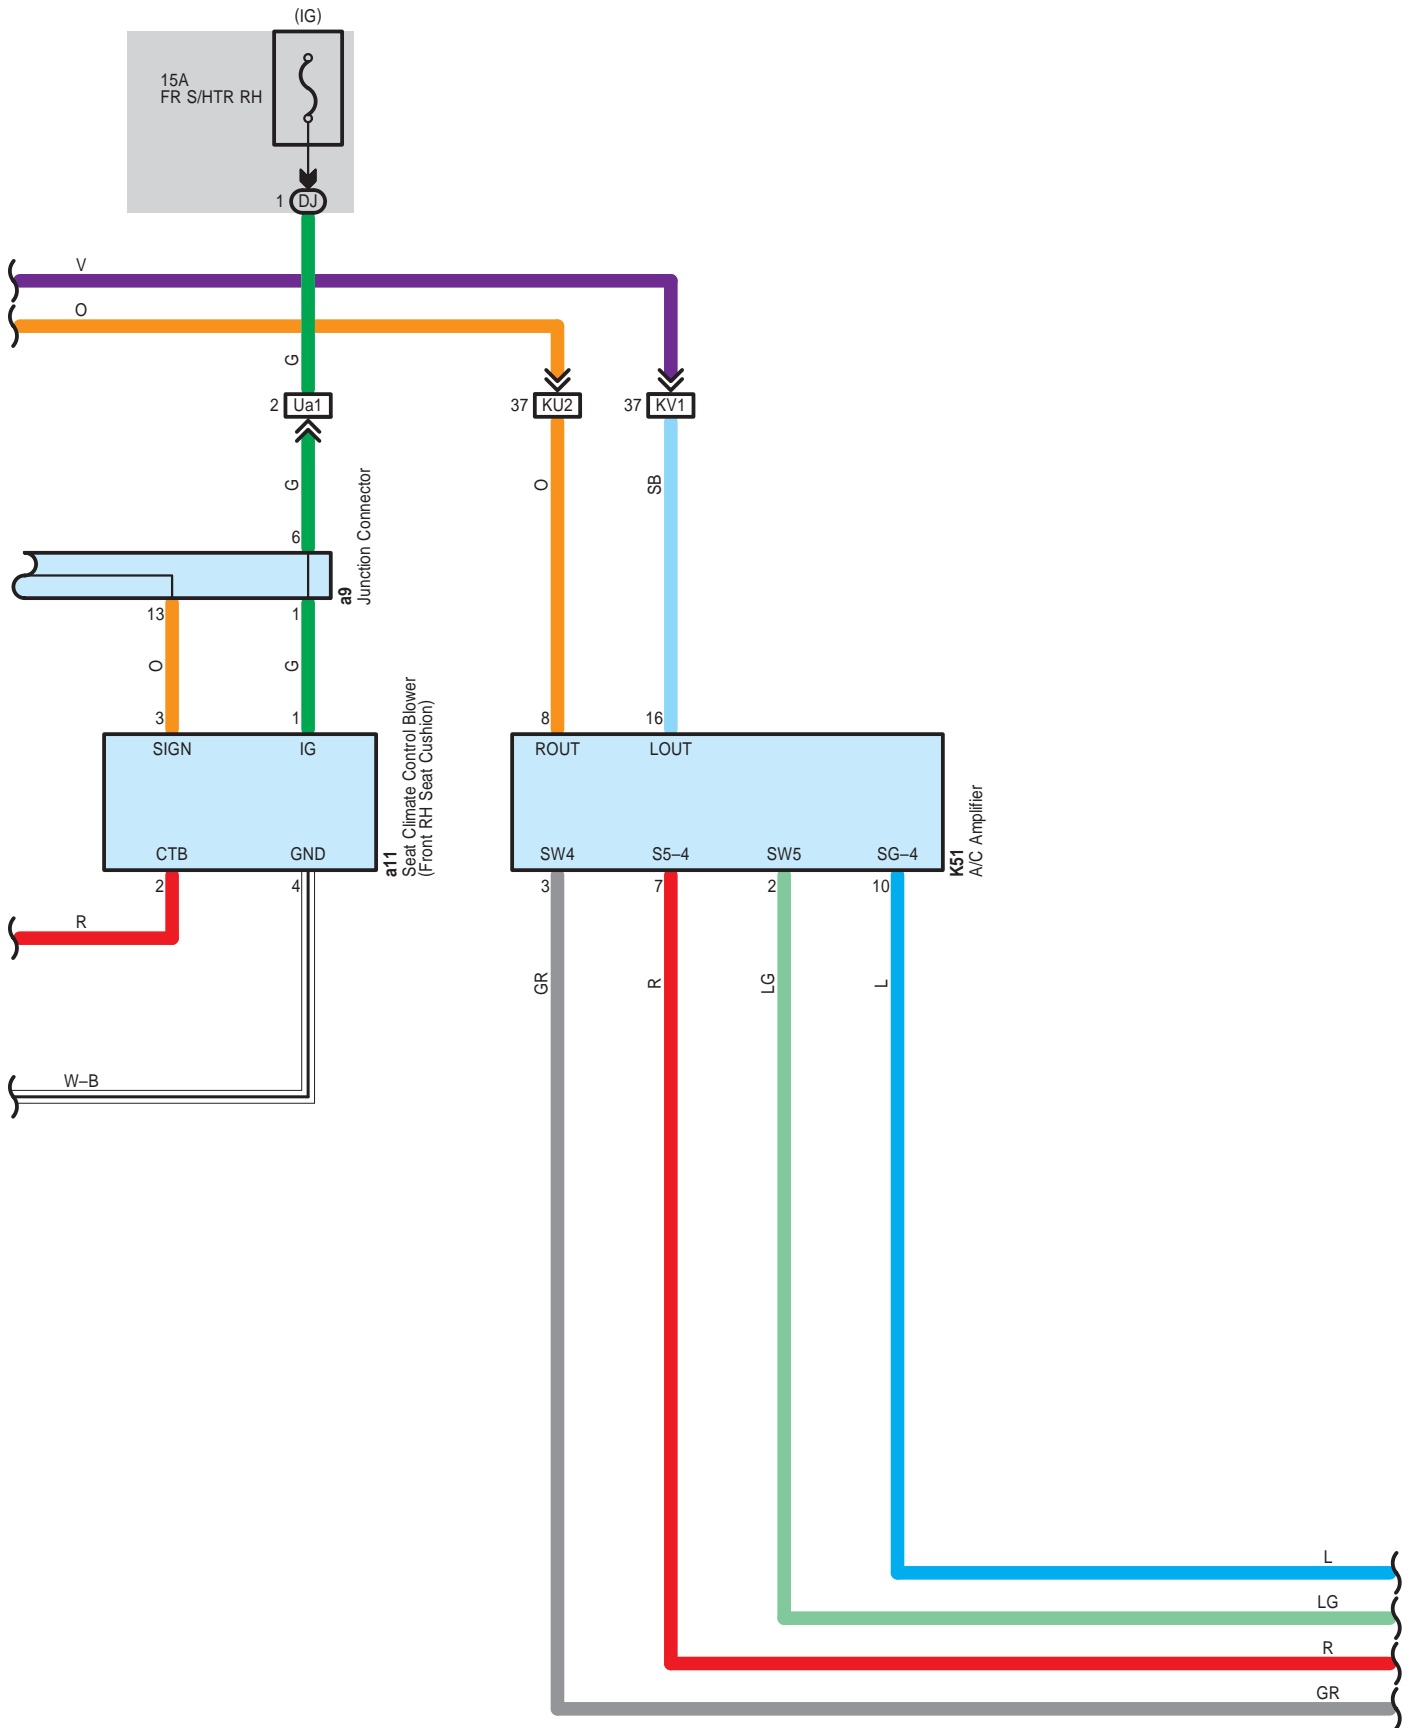 (IG)
15A
FR S/HTR RH
1 DJ
V
O
G
2 Ua1
37 KU2
37 KV1
G
O
SB
6
a9
Junction Connector
13
1
O
G
3
1
8
16
SIGN
IG
ROUT
LOUT
CTB
GND
SW4
S5–4
SW5
SG–4
a11
Seat Climate Control Blower
(Front RH Seat Cushion)
K51
A/C Amplifier
2
4
3
7
2
10
R
GR
R
LG
L
W–B
L
LG
R
GR